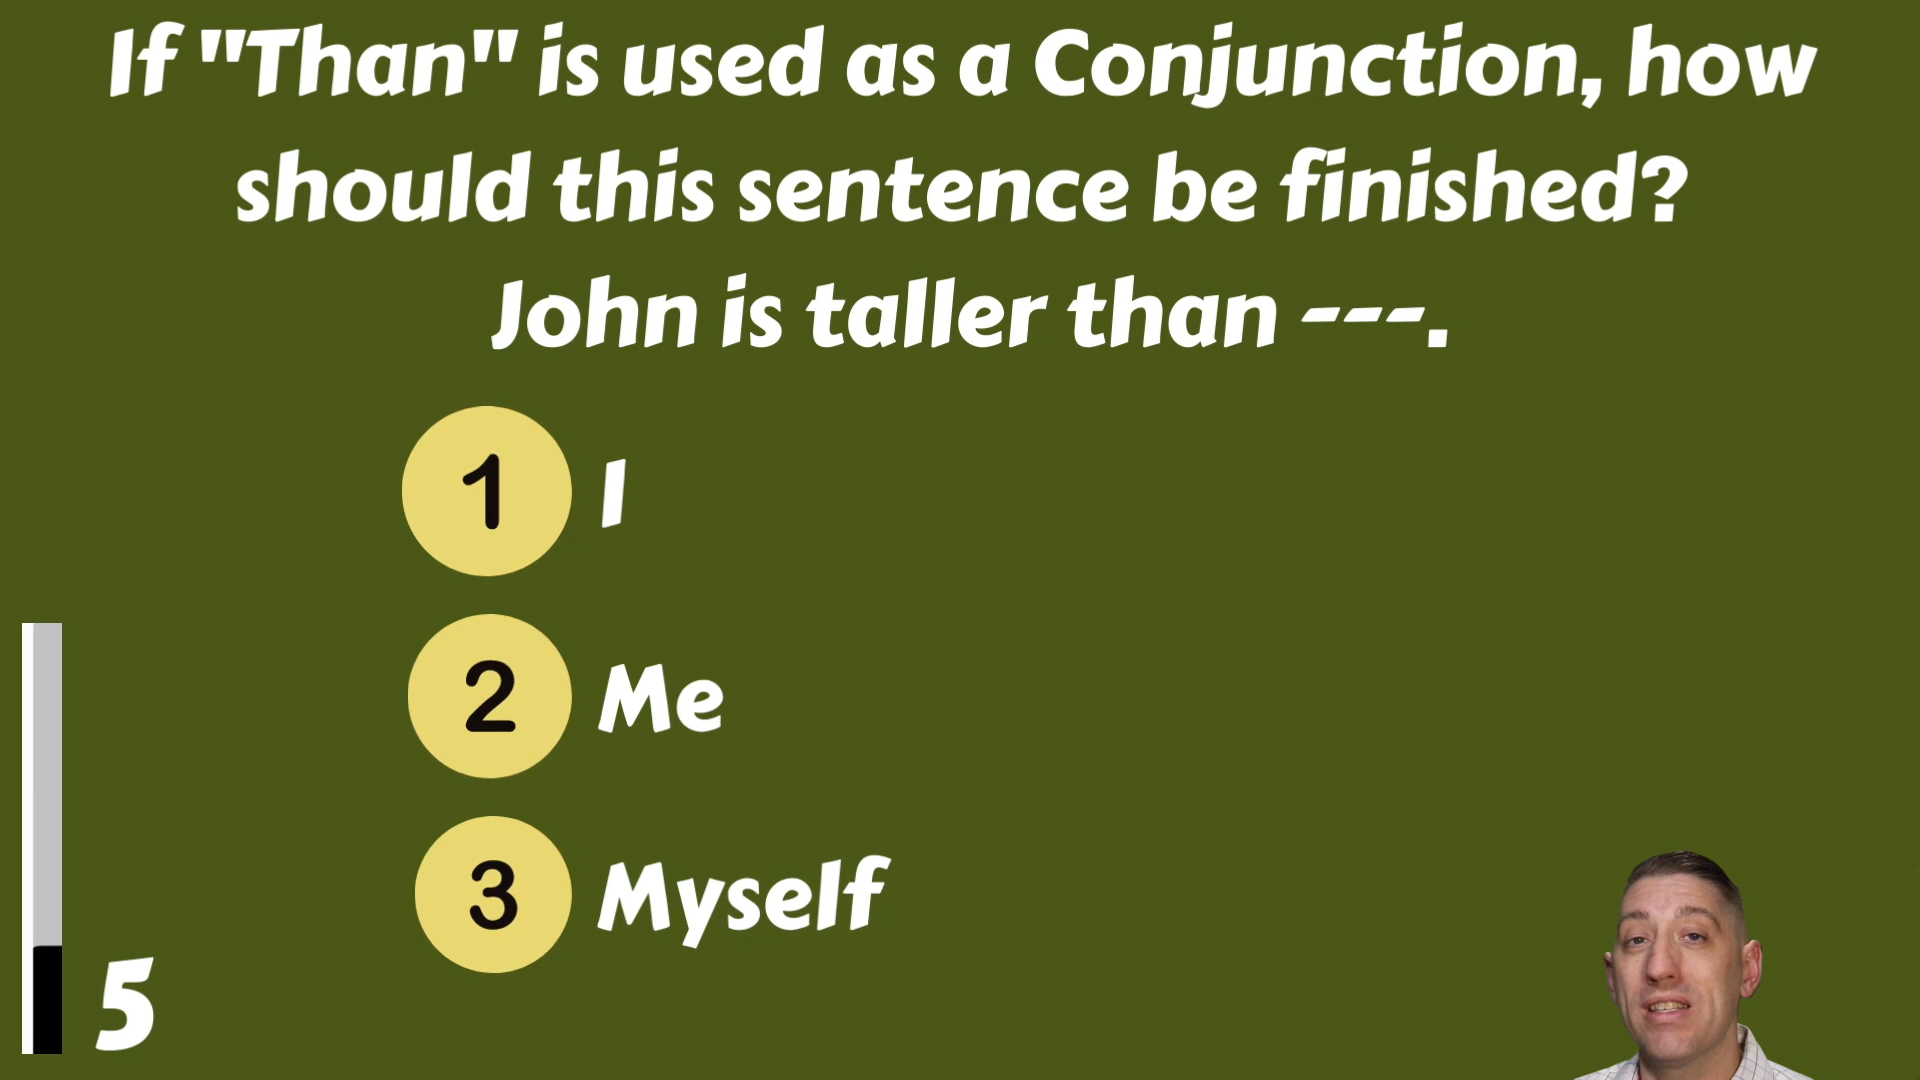 If "Than" is used as a Conjunction, how
should this sentence be finished?
John is taller than ---.
1 I
2 Me
3 Myself
5